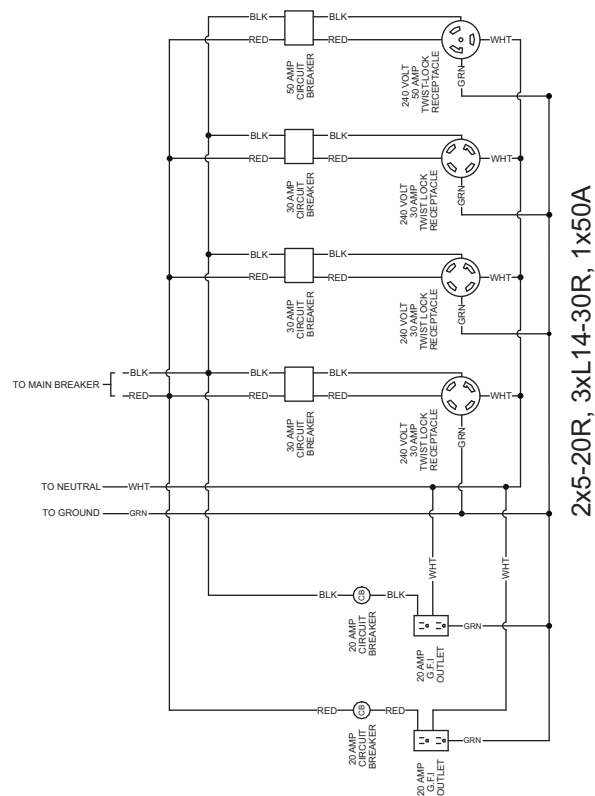 BLK
BLK
RED
RED
WHT
GRN
50 AMP
CIRCUIT
BREAKER
240 VOLT
50 AMP
TWIST-LOCK
RECEPTACLE
BLK
BLK
RED
RED
WHT
GRN
30 AMP
CIRCUIT
BREAKER
240 VOLT
30 AMP
TWIST LOCK
RECEPTACLE
BLK
BLK
RED
RED
WHT
GRN
30 AMP
CIRCUIT
BREAKER
240 VOLT
30 AMP
TWIST LOCK
RECEPTACLE
TO MAIN BREAKER
BLK
RED
BLK
BLK
RED
RED
WHT
GRN
30 AMP
CIRCUIT
BREAKER
240 VOLT
30 AMP
TWIST LOCK
RECEPTACLE
TO NEUTRAL
WHT
TO GROUND
GRN
WHT
WHT
BLK
CB
BLK
20 AMP
CIRCUIT
BREAKER
20 AMP
G.F.I
OUTLET
GRN
RED
CB
RED
20 AMP
CIRCUIT
BREAKER
20 AMP
G.F.I
OUTLET
GRN
2x5-20R, 3xL14-30R, 1x50A